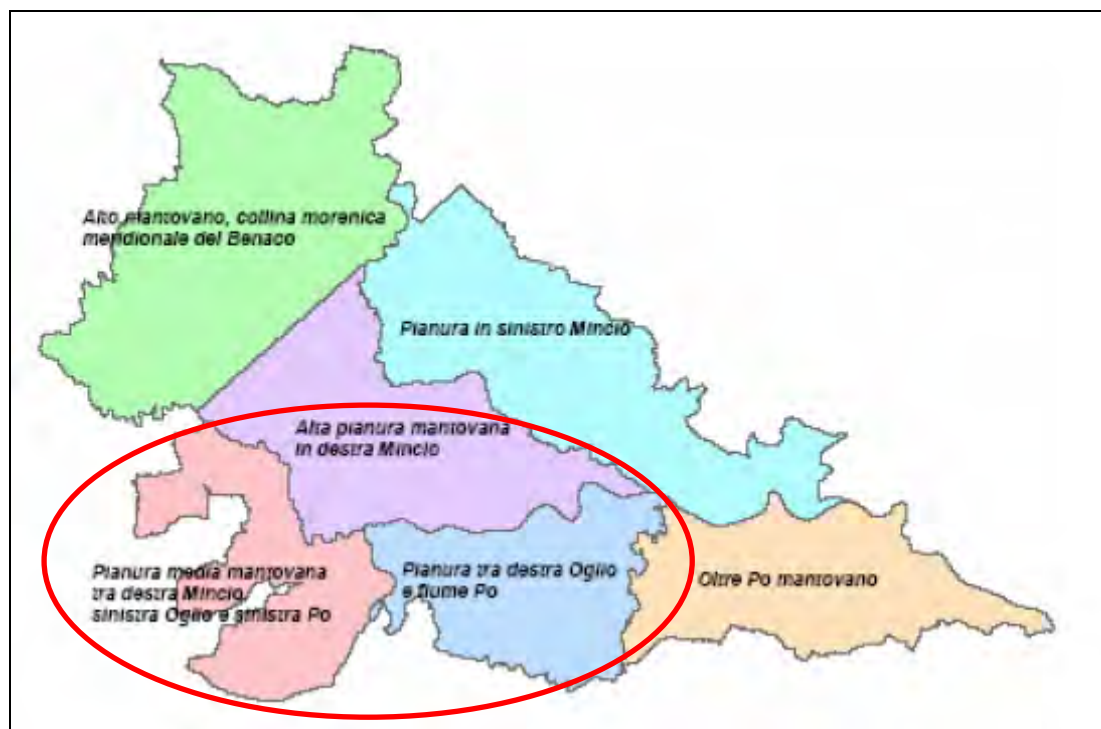 Alto mantovano, collina morenica
meridionale del Benaco
Pianura in sinistro Mincio
Alta pianura mantovana
in destra Mincio
Pianura media mantovana
tra destra Mincio,
sinistra Oglio e sinistra Po
Pianura tra destra Oglio
e fiume Po
Oltre Po mantovano